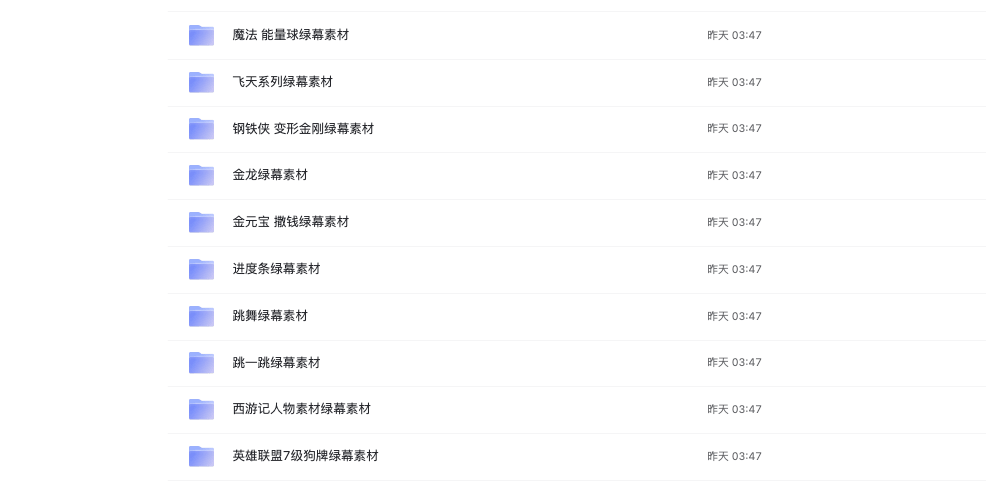 魔法 能量球绿幕素材 昨天 03:47
飞天系列绿幕素材 昨天 03:47
钢铁侠 变形金刚绿幕素材 昨天 03:47
金龙绿幕素材 昨天 03:47
金元宝 撒钱绿幕素材 昨天 03:47
进度条绿幕素材 昨天 03:47
跳舞绿幕素材 昨天 03:47
跳一跳绿幕素材 昨天 03:47
西游记人物素材绿幕素材 昨天 03:47
英雄联盟7级狗牌绿幕素材 昨天 03:47